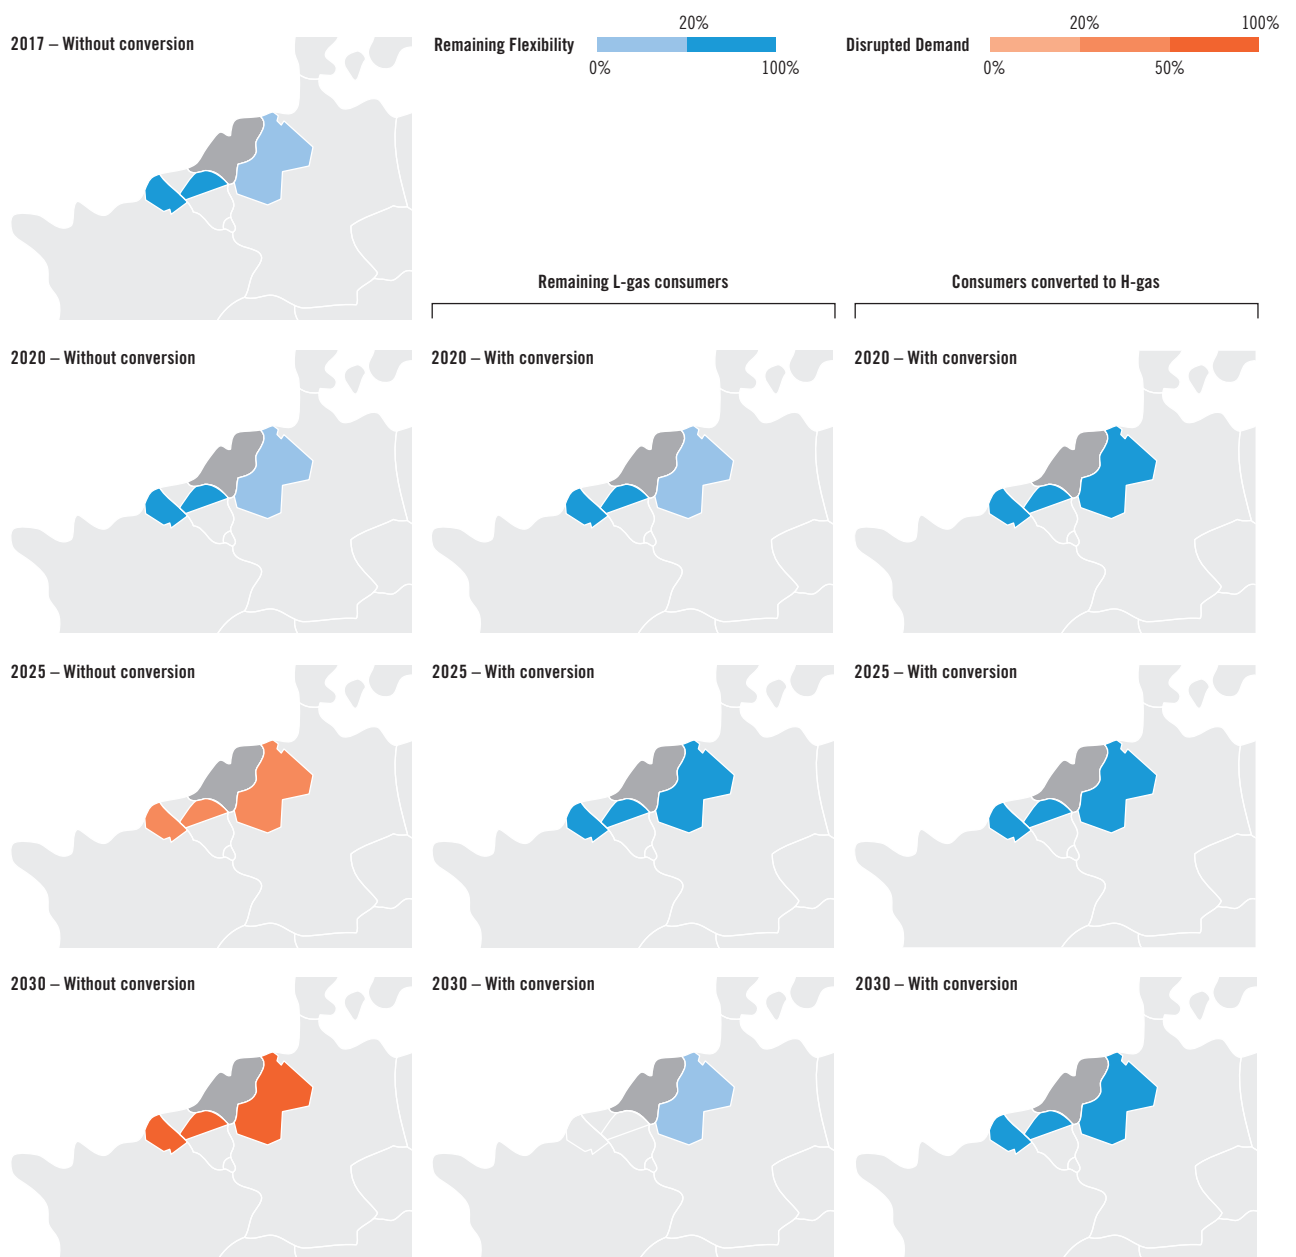 2017 – Without conversion
Remaining Flexibility
20%
0%
100%
Disrupted Demand
20%
100%
0%
50%
Remaining L-gas consumers
Consumers converted to H-gas
2020 – Without conversion
2020 – With conversion
2020 – With conversion
2025 – Without conversion
2025 – With conversion
2025 – With conversion
2030 – Without conversion
2030 – With conversion
2030 – With conversion